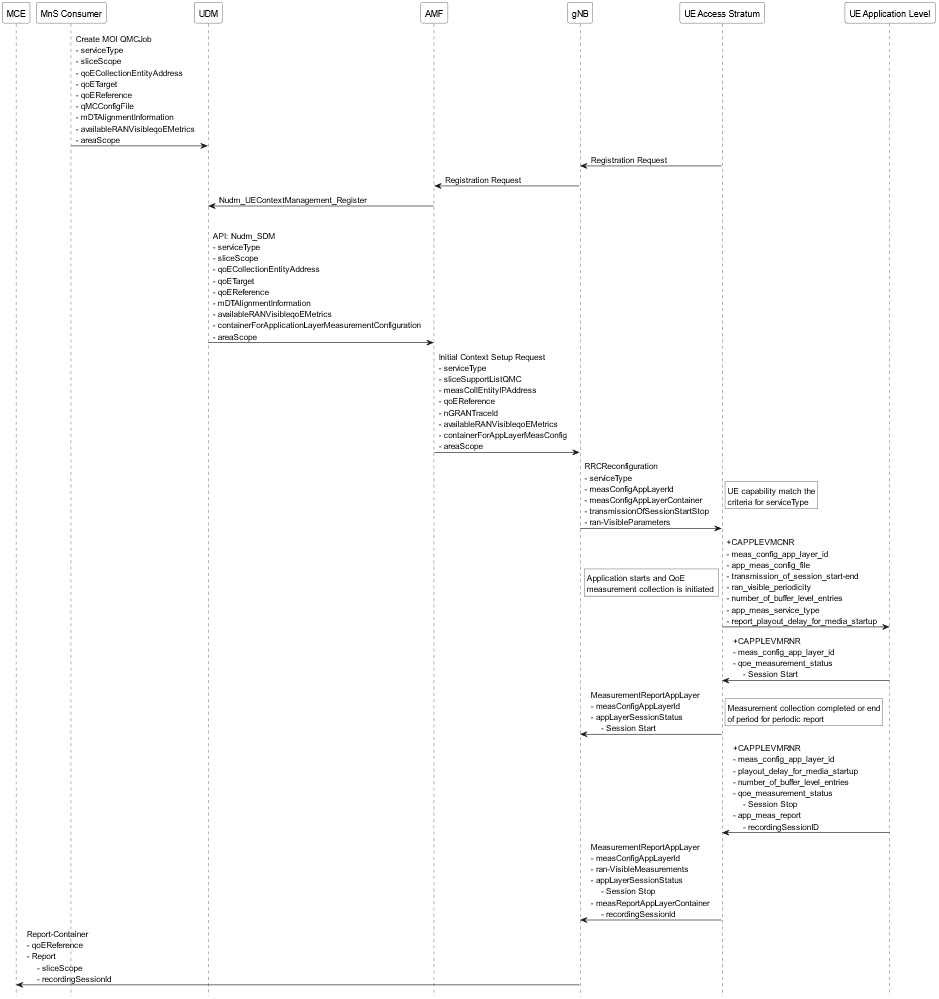 MCE
MnS Consumer
UDM
AMF
gNB
UE Access Stratum
UE Application Level
Create MOI QMCJob
- serviceType
- sliceScope
- qoECollectionEntityAddress
- qoETarget
- qoEReference
- qMCConfigFile
- mDTAlignmentInformation
- availableRANVisibleqoEMetrics
- areaScope
Registration Request
Registration Request
Nudm_UEContextManagement_Register
API: Nudm_SDM
- serviceType
- sliceScope
- qoECollectionEntityAddress
- qoETarget
- qoEReference
- mDTAlignmentInformation
- availableRANVisibleqoEMetrics
- containerForApplicationLayerMeasurementConfiguration
- areaScope
Initial Context Setup Request
- serviceType
- sliceSupportListQMC
- measCollEntityIPAddress
- qoEReference
- nGRANTraceId
- availableRANVisibleqoEMetrics
- containerForAppLayerMeasConfig
- areaScope
RRCReconfiguration
- serviceType
- measConfigAppLayerId
- measConfigAppLayerContainer
- transmissionOfSessionStartStop
- ran-VisibleParameters
UE capability match the
criteria for serviceType
+CAPPLEVMCNR
- meas_config_app_layer_id
- app_meas_config_file
- transmission_of_session_start-end
- ran_visible_periodicity
- number_of_buffer_level_entries
- app_meas_service_type
- report_playout_delay_for_media_startup
Application starts and QoE
measurement collection is initiated
+CAPPLEVMRNR
- meas_config_app_layer_id
- qoe_measurement_status
- Session Start
MeasurementReportAppLayer
- measConfigAppLayerId
- appLayerSessionStatus
- Session Start
Measurement collection completed or end
of period for periodic report
+CAPPLEVMRNR
- meas_config_app_layer_id
- playout_delay_for_media_startup
- number_of_buffer_level_entries
- qoe_measurement_status
- Session Stop
- app_meas_report
- recordingSessionID
MeasurementReportAppLayer
- measConfigAppLayerId
- ran-VisibleMeasurements
- appLayerSessionStatus
- Session Stop
- measReportAppLayerContainer
- recordingSessionId
Report-Container
- qoEReference
- Report
- sliceScope
- recordingSessionId